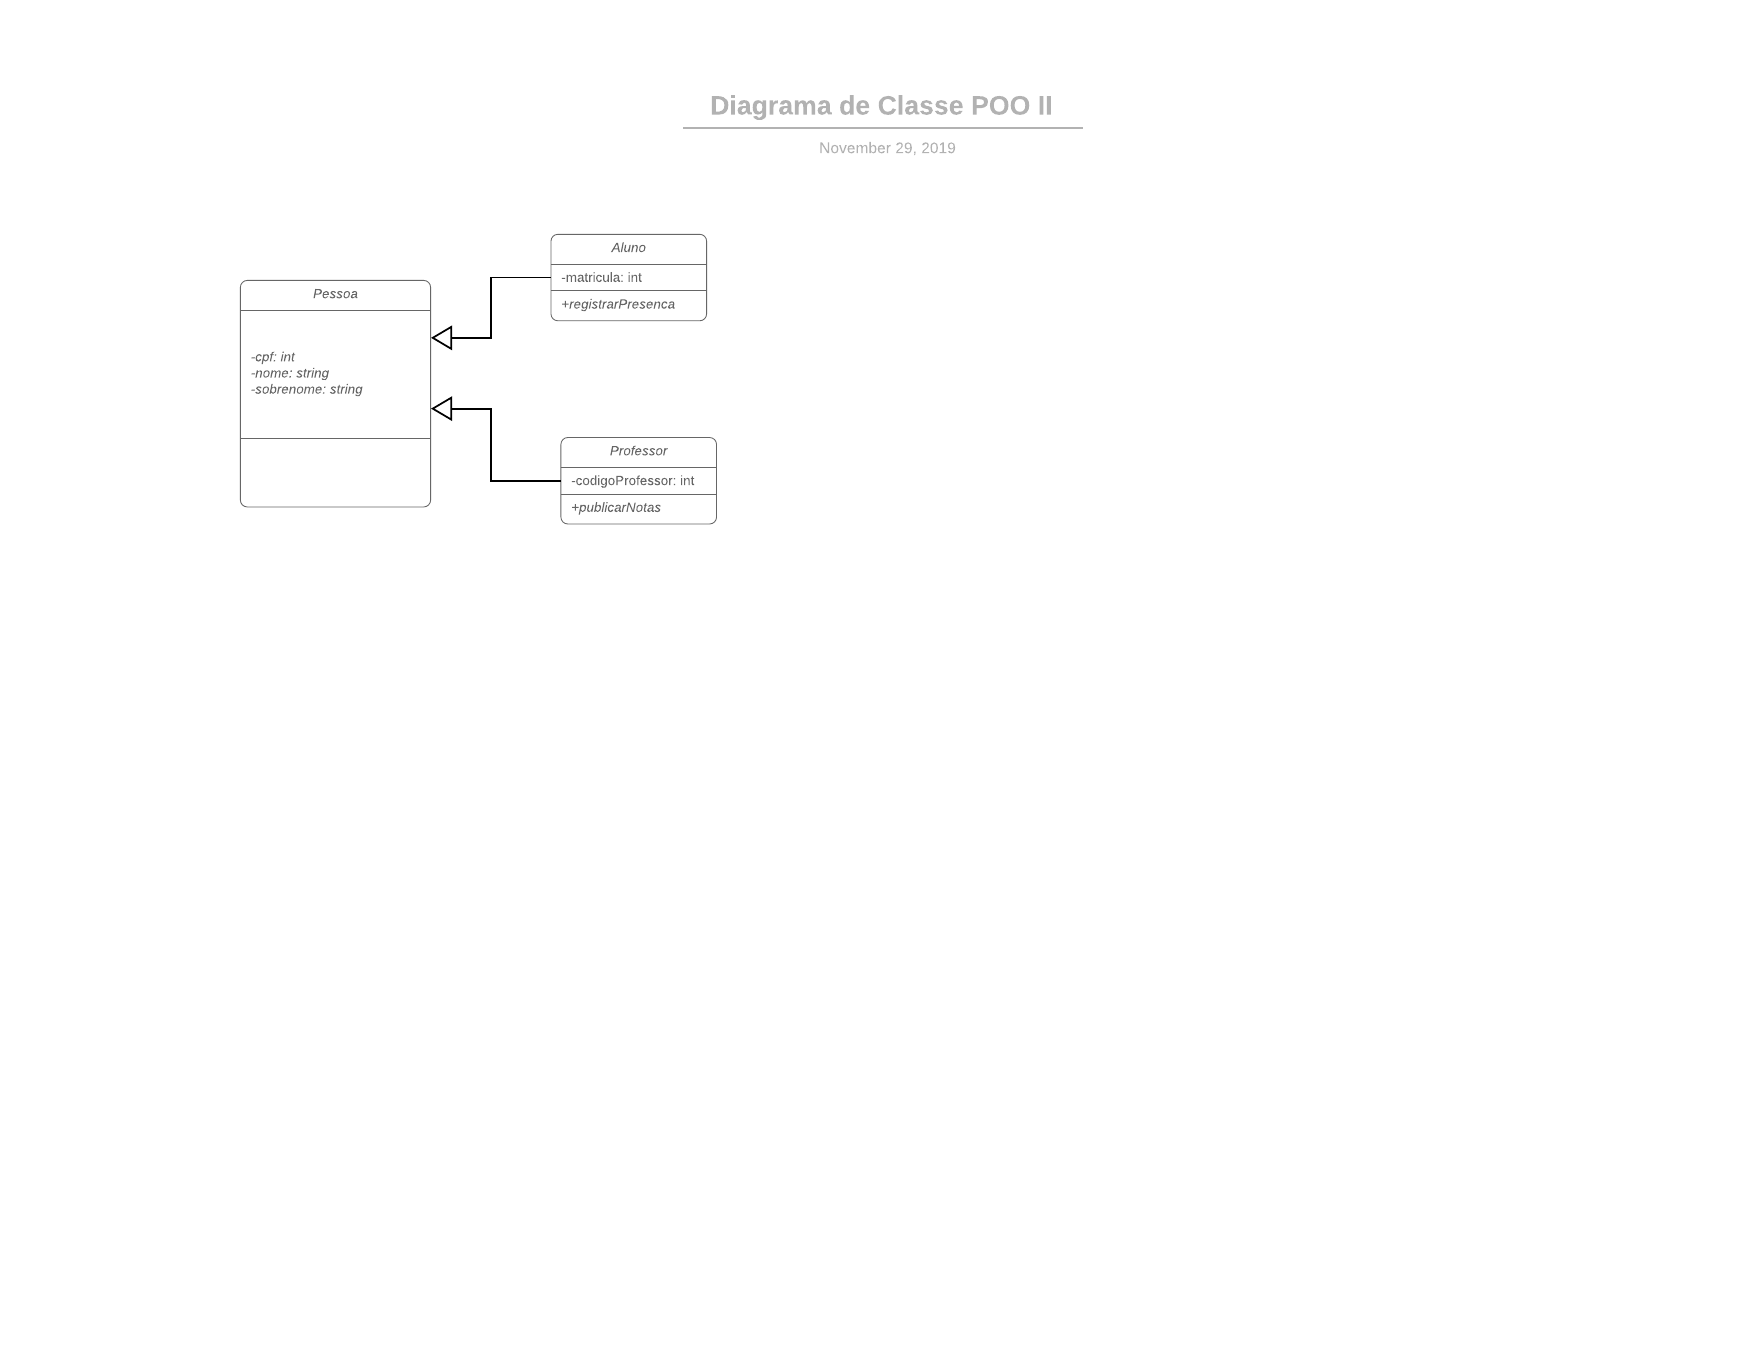 Diagrama de Classe POO II
November 29, 2019
Aluno
-matricula: int
+registrarPresenca
Pessoa
-cpf: int
-nome: string
-sobrenome: string
Professor
-codigoProfessor: int
+publicarNotas